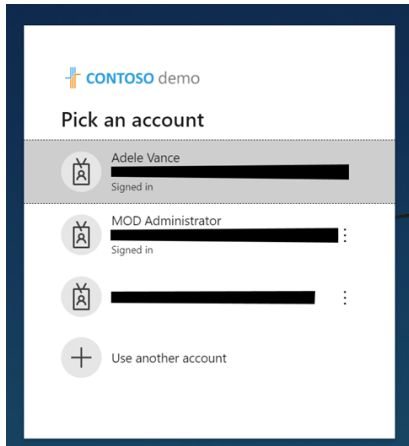 CONTOSO demo
Pick an account
Adele Vance
Signed in
MOD Administrator
Signed in
Use another account